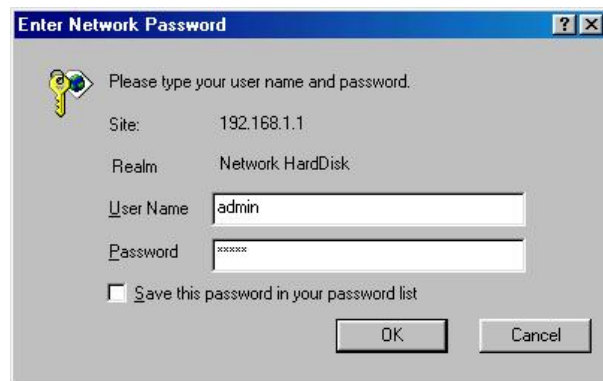 Enter Network Password
Please type your user name and password.
Site: 192.168.1.1
Realm Network HardDisk
User Name admin
Password *****
Save this password in your password list
OK Cancel